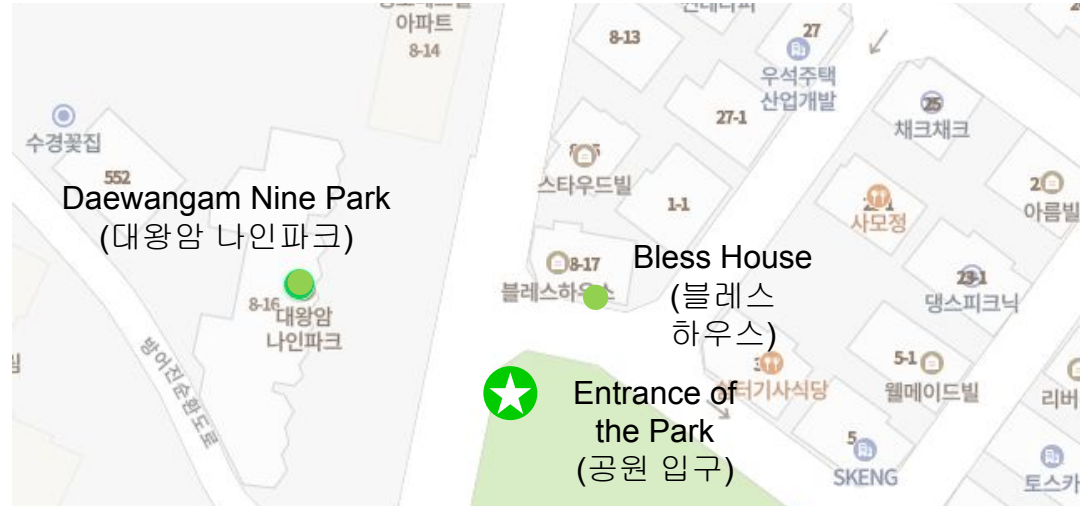 아파트
8-14
8-13
27
우석주택
산업개발
27-1
25
채크채크
수경꽃집
552
스타우드빌
1-1
사모정
아름빌
Daewangam Nine Park
(대왕암 나인파크)
8-16
대왕암
나인파크
8-17
블레스하우스
Bless House
(블레스
하우스)
23-1
댕스피크닉
방어진순환도로
Entrance of
the Park
(공원 입구)
5-1
웰메이드빌
리버
5
SKENG
토스카